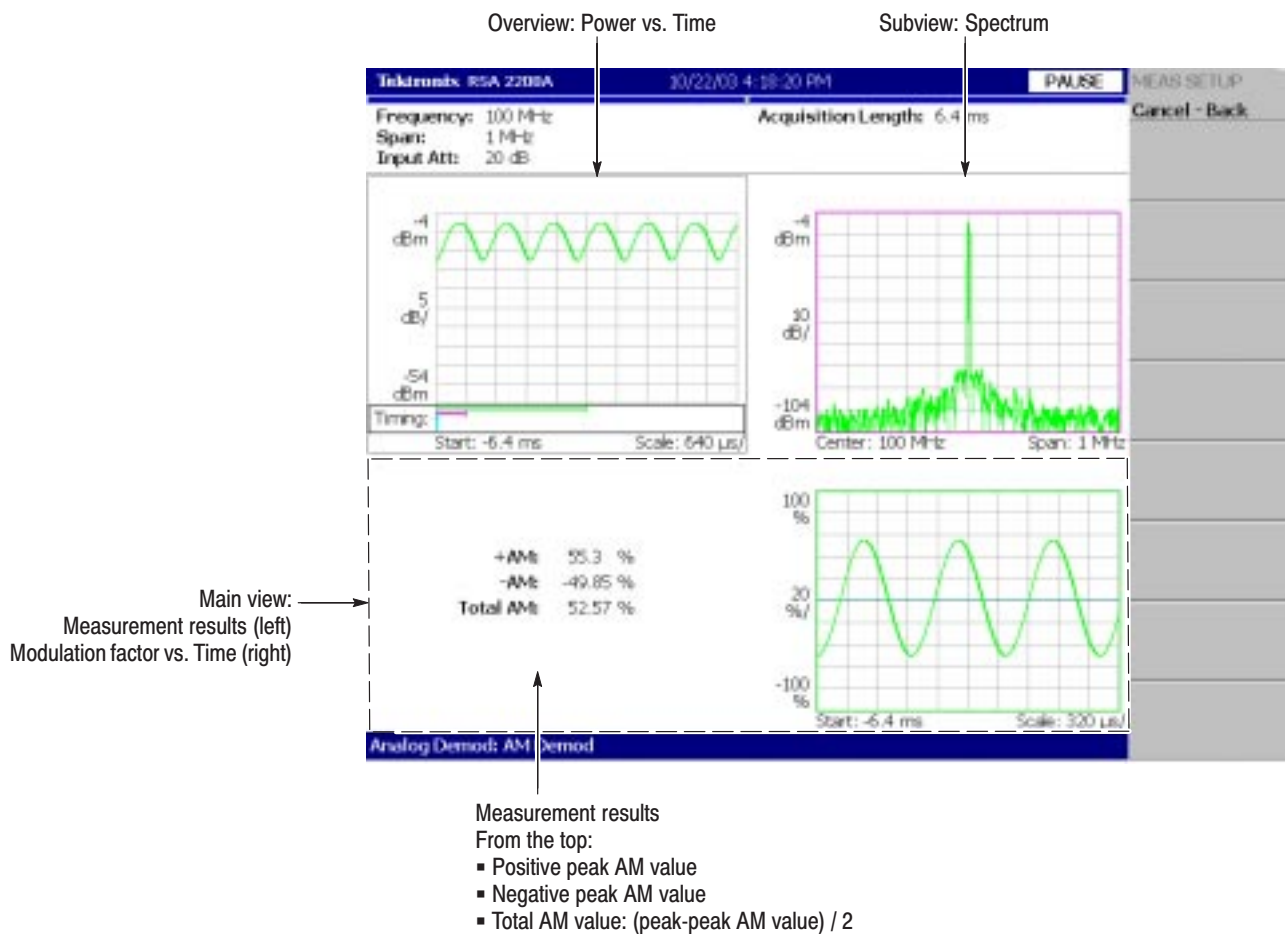 Overview: Power vs. Time
Subview: Spectrum
Tektronix RSA 2208A 10/22/03 4:18:20 PM PAUSE
MEAS SETUP
Cancel - Back
Frequency: 100 MHz
Acquisition Length: 6.4 ms
Span: 1 MHz
Input Att: 20 dB
-4
dBm
5
dB/
-54
dBm
Timing:
Start: -6.4 ms
Scale: 640 µs/
-4
dBm
10
dB/
-104
dBm
Center: 100 MHz
Span: 1 MHz
Main view:
Measurement results (left)
Modulation factor vs. Time (right)
+AM: 55.3 %
-AM: -49.85 %
Total AM: 52.57 %
100
%
20
%/
-100
%
Start: -6.4 ms
Scale: 320 µs/
Analog Demod: AM Demod
Measurement results
From the top:
▪ Positive peak AM value
▪ Negative peak AM value
▪ Total AM value: (peak-peak AM value) / 2